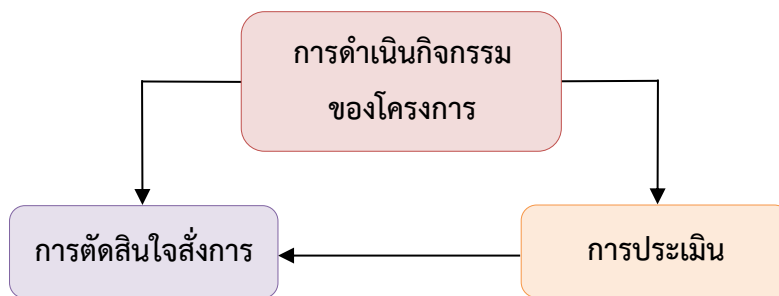 การดำเนินกิจกรรม
ของโครงการ
การตัดสินใจสั่งการ
การประเมิน